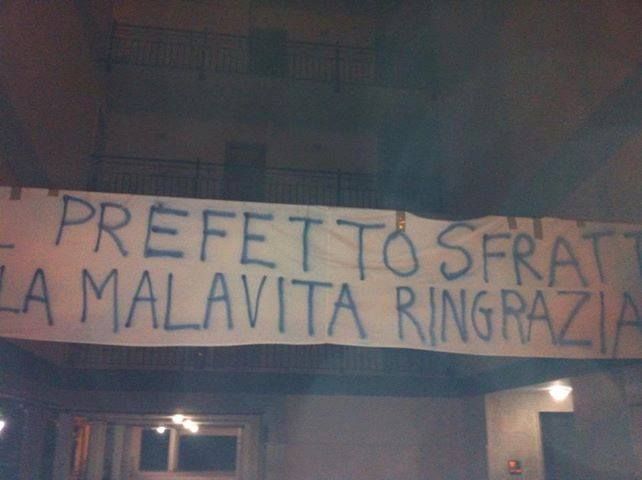 L PREFETTO SFRATT
LA MALAVITA RINGRAZIA